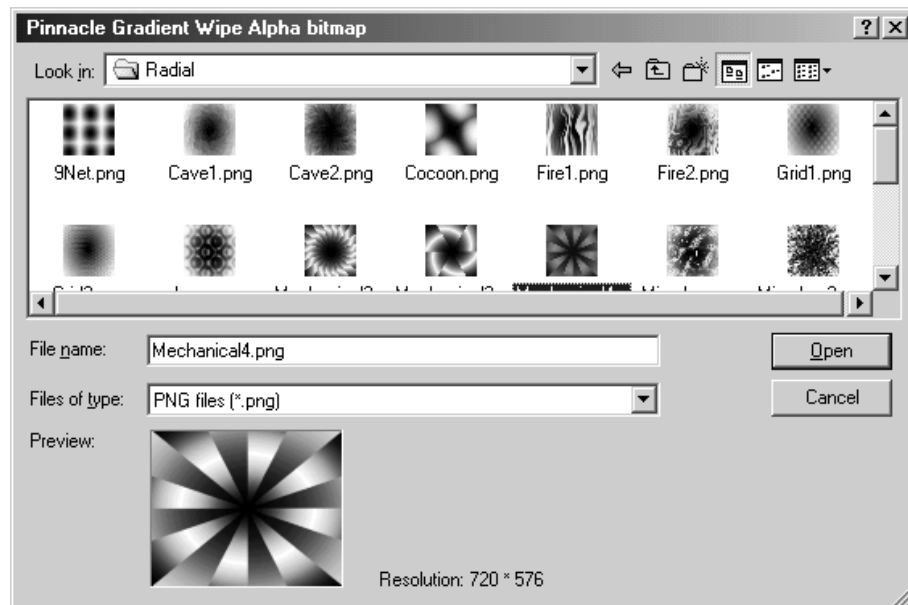 Pinnacle Gradient Wipe Alpha bitmap
Look in: Radial
9Net.png Cave1.png Cave2.png Cocoon.png Fire1.png Fire2.png Grid1.png
File name: Mechanical4.png Open
Files of type: PNG files (*.png) Cancel
Preview:
Resolution: 720 * 576